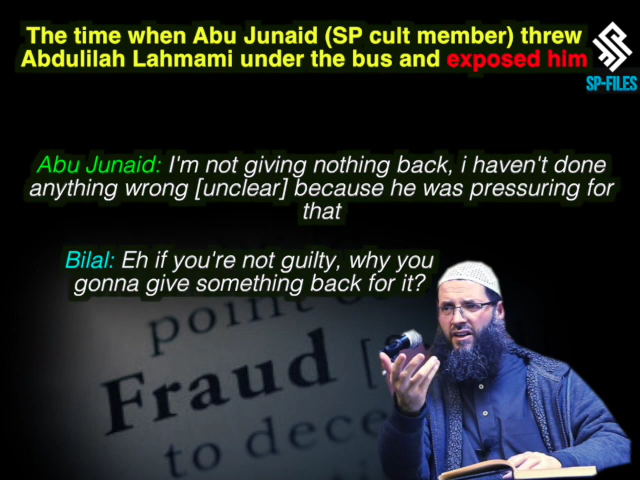 The time when Abu Junaid (SP cult member) threw
Abdulilah Lahmami under the bus and exposed him
SP-FILES
Abu Junaid: I'm not giving nothing back, i haven't done
anything wrong [unclear] because he was pressuring for
that
Bilal: Eh if you're not guilty, why you
gonna give something back for it?
point of
Fraud [
to dece